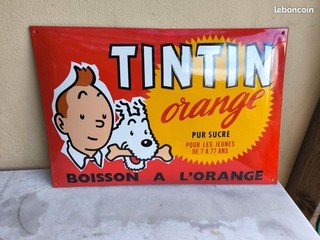 leboncoin
TINTIN
orange
PUR SUCRE
POUR LES JEUNES
DE 7 A 77 ANS
BOISSON A L'ORANGE